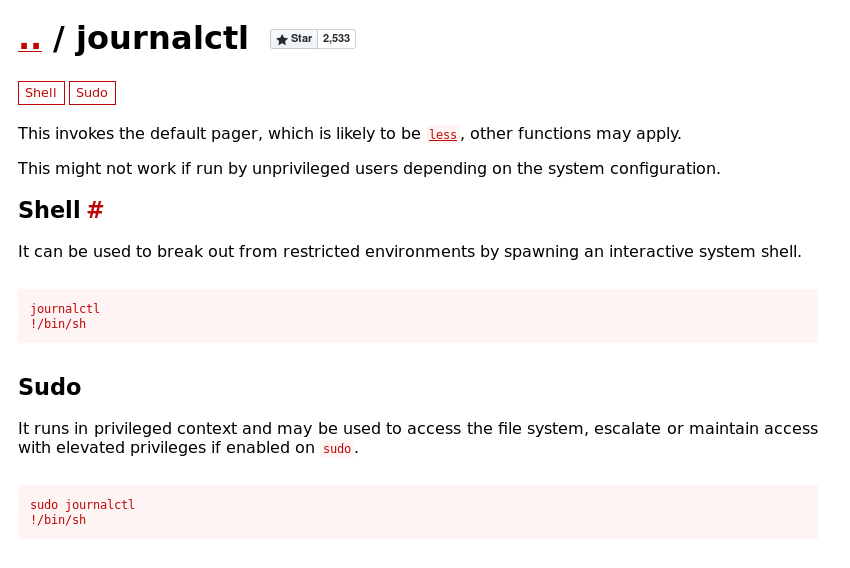 .. / journalctl Star 2,533
Shell Sudo
This invokes the default pager, which is likely to be less, other functions may apply.
This might not work if run by unprivileged users depending on the system configuration.
Shell #
It can be used to break out from restricted environments by spawning an interactive system shell.
journalctl
!/bin/sh
Sudo
It runs in privileged context and may be used to access the file system, escalate or maintain access
with elevated privileges if enabled on sudo.
sudo journalctl
!/bin/sh